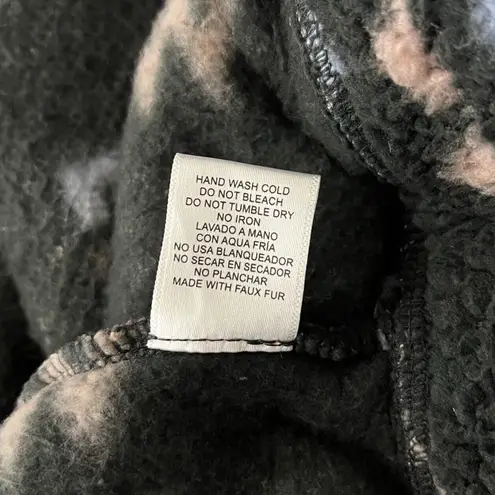 HAND WASH COLD
DO NOT BLEACH
DO NOT TUMBLE DRY
NO IRON
LAVADO A MANO
CON AQUA FRÍA
NO USA BLANQUEADOR
NO SECAR EN SECADOR
NO PLANCHAR
MADE WITH FAUX FUR